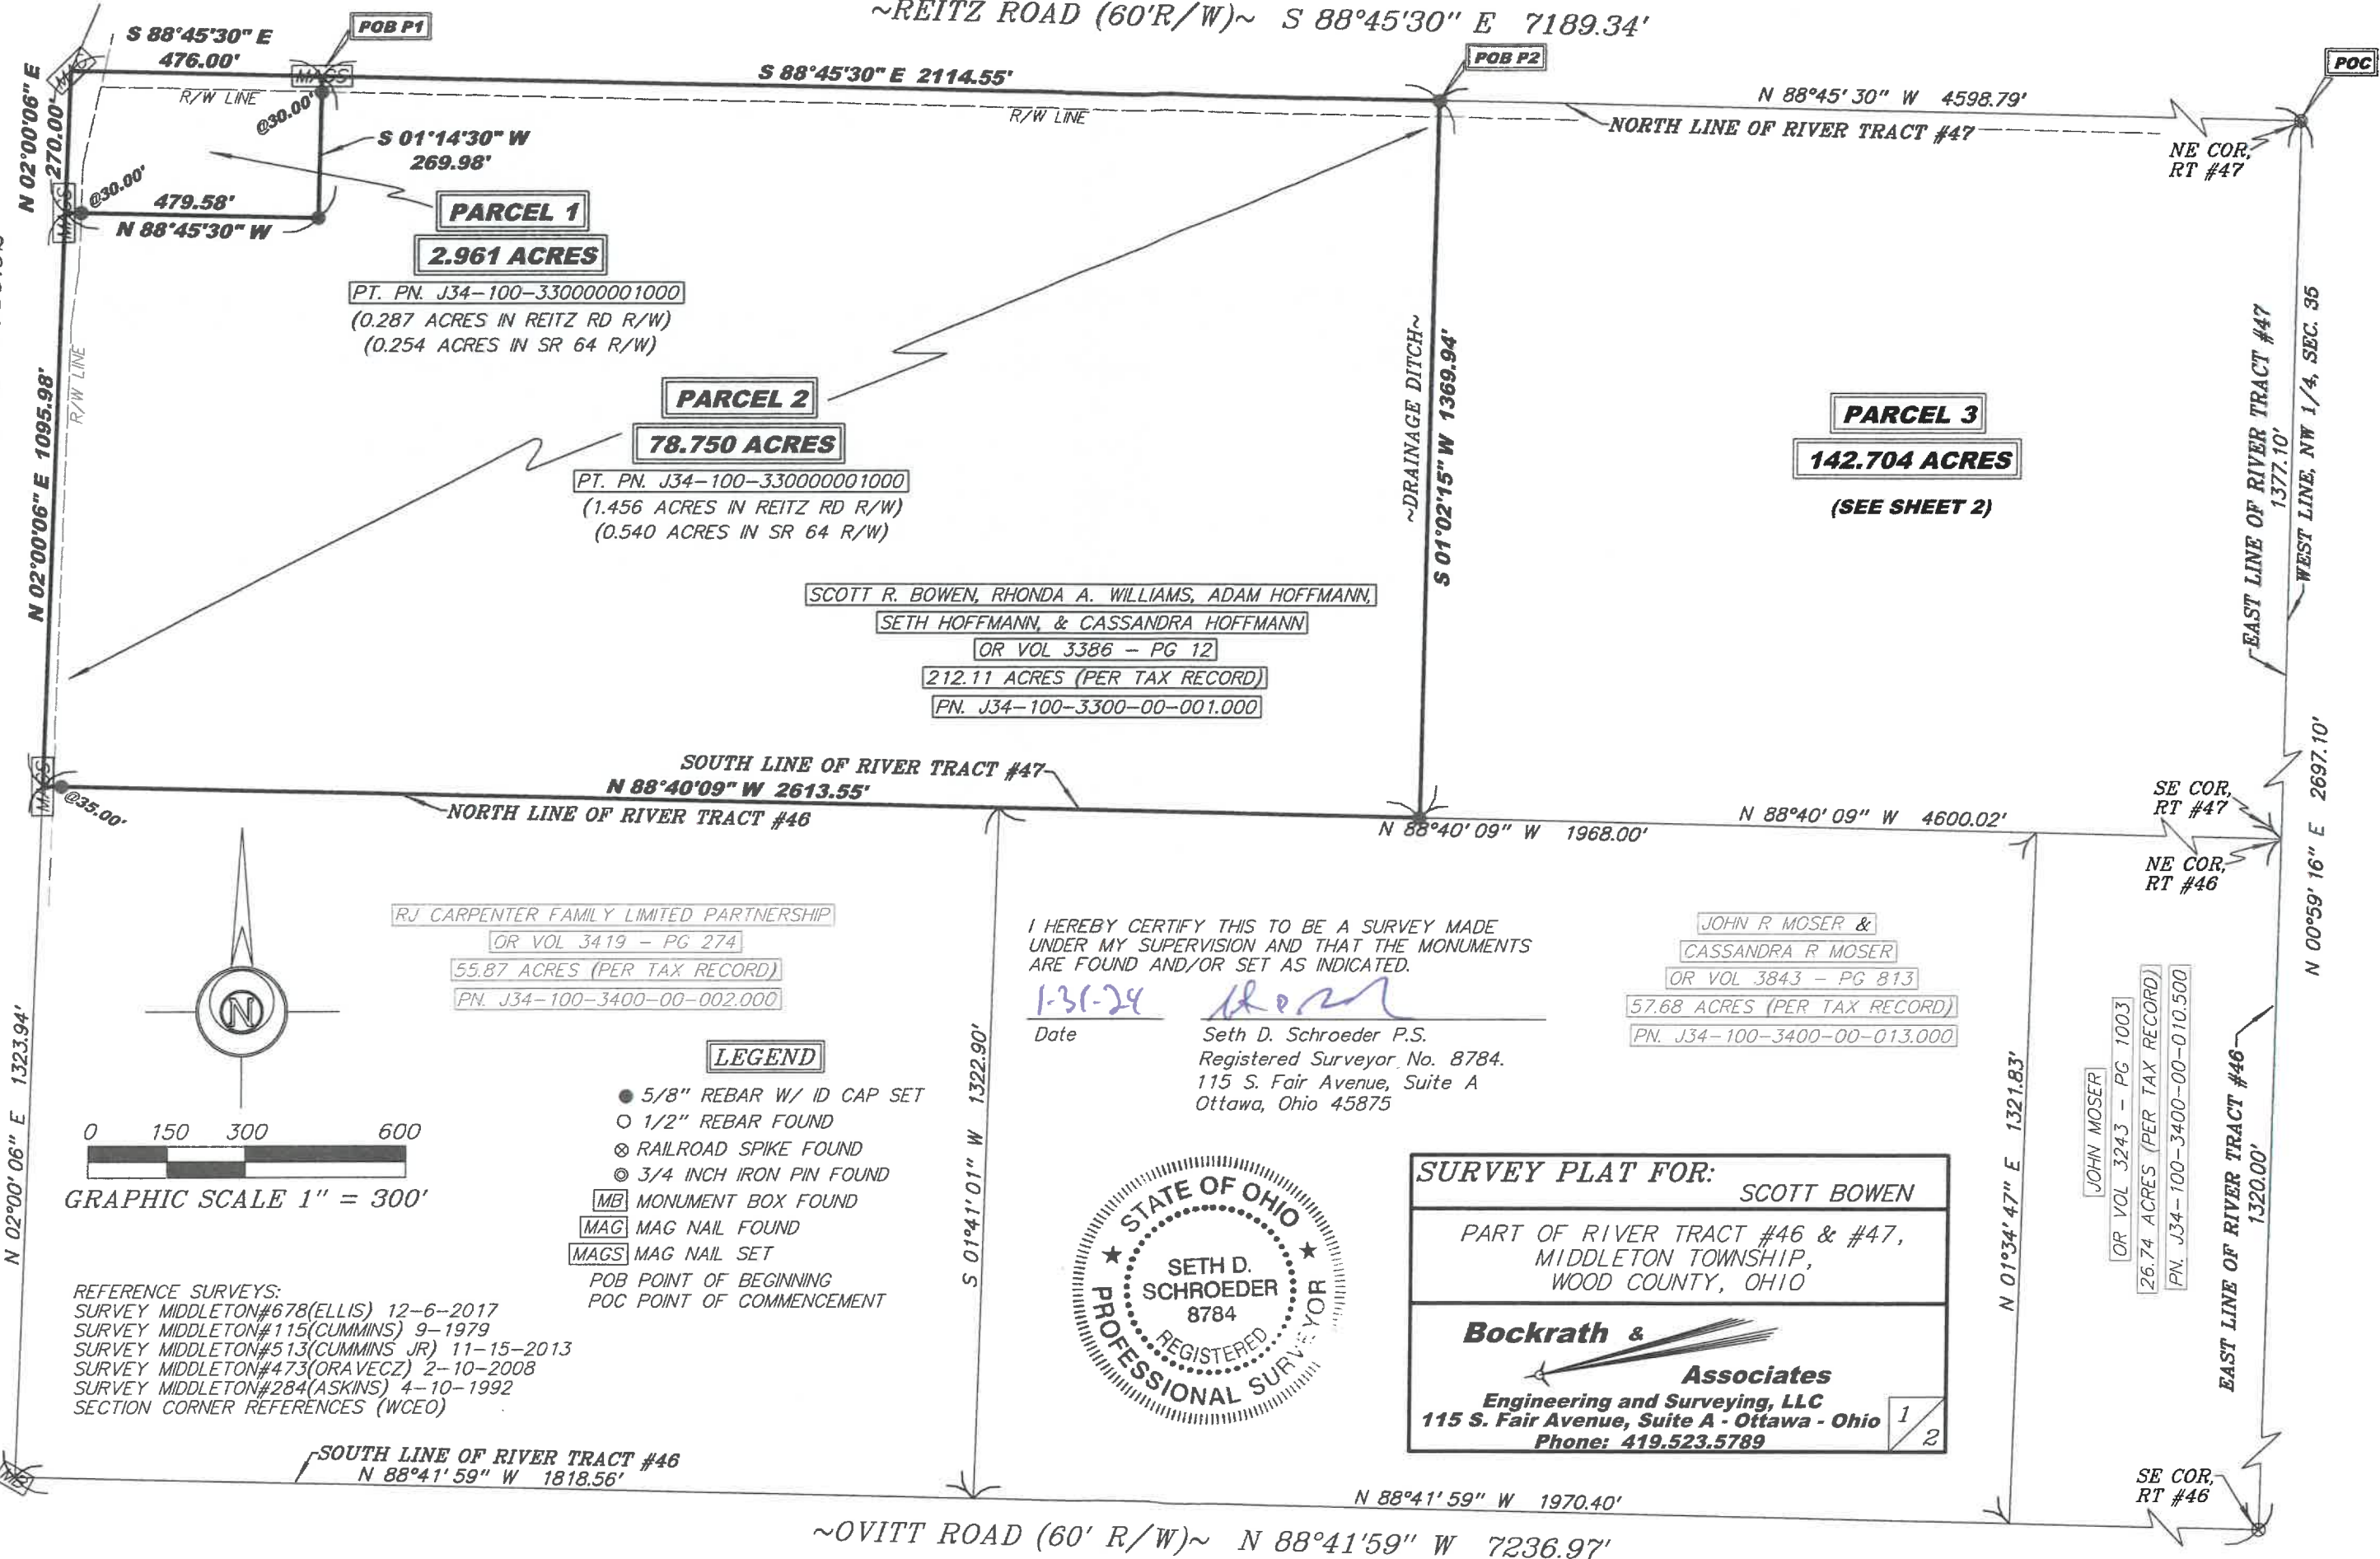 ~REITZ ROAD (60'R/W)~ S 88°45'30" E 7189.34'
POB P1
S 88°45'30" E
476.00'
MAG
MAGS
S 88°45'30" E 2114.55'
POB P2
POC
R/W LINE
R/W LINE
N 88°45'30" W 4598.79'
NORTH LINE OF RIVER TRACT #47
NE COR,
RT #47
N 02°00'06" E
270.00'
@30.00'
S 01°14'30" W
269.98'
@30.00'
MAGS
479.58'
N 88°45'30" W
PARCEL 1
2.961 ACRES
PT. PN. J34-100-330000001000
(0.287 ACRES IN REITZ RD R/W)
(0.254 ACRES IN SR 64 R/W)
N 02°00'06" E 1095.98'
R/W LINE
PARCEL 2
78.750 ACRES
PT. PN. J34-100-330000001000
(1.456 ACRES IN REITZ RD R/W)
(0.540 ACRES IN SR 64 R/W)
~DRAINAGE DITCH~
S 01°02'15" W 1369.94'
PARCEL 3
142.704 ACRES
(SEE SHEET 2)
EAST LINE OF RIVER TRACT #47
1377.10'
WEST LINE, NW 1/4, SEC. 35
SCOTT R. BOWEN, RHONDA A. WILLIAMS, ADAM HOFFMANN,
SETH HOFFMANN, & CASSANDRA HOFFMANN
OR VOL 3386 - PG 12
212.11 ACRES (PER TAX RECORD)
PN. J34-100-3300-00-001.000
SOUTH LINE OF RIVER TRACT #47
N 88°40'09" W 2613.55'
MAGS
@35.00'
NORTH LINE OF RIVER TRACT #46
N 88°40'09" W 1968.00'
N 88°40'09" W 4600.02'
SE COR,
RT #47
NE COR,
RT #46
N 00°59'16" E 2697.10'
RJ CARPENTER FAMILY LIMITED PARTNERSHIP
OR VOL 3419 - PG 274
55.87 ACRES (PER TAX RECORD)
PN. J34-100-3400-00-002.000
N
I HEREBY CERTIFY THIS TO BE A SURVEY MADE
UNDER MY SUPERVISION AND THAT THE MONUMENTS
ARE FOUND AND/OR SET AS INDICATED.
1-31-24
Date
Seth D. Schroeder P.S.
Registered Surveyor No. 8784.
115 S. Fair Avenue, Suite A
Ottawa, Ohio 45875
JOHN R MOSER &
CASSANDRA R MOSER
OR VOL 3843 - PG 813
57.68 ACRES (PER TAX RECORD)
PN. J34-100-3400-00-013.000
JOHN MOSER
OR VOL 3243 - PG 1003
26.74 ACRES (PER TAX RECORD)
PN. J34-100-3400-00-010.500
N 02°00'06" E 1323.94'
S 01°41'01" W 1322.90'
N 01°34'47" E 1321.83'
EAST LINE OF RIVER TRACT #46
1320.00'
0 150 300 600
GRAPHIC SCALE 1" = 300'
LEGEND
5/8" REBAR W/ ID CAP SET
1/2" REBAR FOUND
RAILROAD SPIKE FOUND
3/4 INCH IRON PIN FOUND
MB MONUMENT BOX FOUND
MAG MAG NAIL FOUND
MAGS MAG NAIL SET
POB POINT OF BEGINNING
POC POINT OF COMMENCEMENT
REFERENCE SURVEYS:
SURVEY MIDDLETON#678(ELLIS) 12-6-2017
SURVEY MIDDLETON#115(CUMMINS) 9-1979
SURVEY MIDDLETON#513(CUMMINS JR) 11-15-2013
SURVEY MIDDLETON#473(ORAVECZ) 2-10-2008
SURVEY MIDDLETON#284(ASKINS) 4-10-1992
SECTION CORNER REFERENCES (WCEO)
STATE OF OHIO
SETH D.
SCHROEDER
8784
REGISTERED
PROFESSIONAL SURVEYOR
SURVEY PLAT FOR:
SCOTT BOWEN
PART OF RIVER TRACT #46 & #47,
MIDDLETON TOWNSHIP,
WOOD COUNTY, OHIO
Bockrath &
Associates
Engineering and Surveying, LLC
115 S. Fair Avenue, Suite A - Ottawa - Ohio
Phone: 419.523.5789
1/2
MB
SOUTH LINE OF RIVER TRACT #46
N 88°41'59" W 1818.56'
N 88°41'59" W 1970.40'
SE COR,
RT #46
~OVITT ROAD (60' R/W)~ N 88°41'59" W 7236.97'